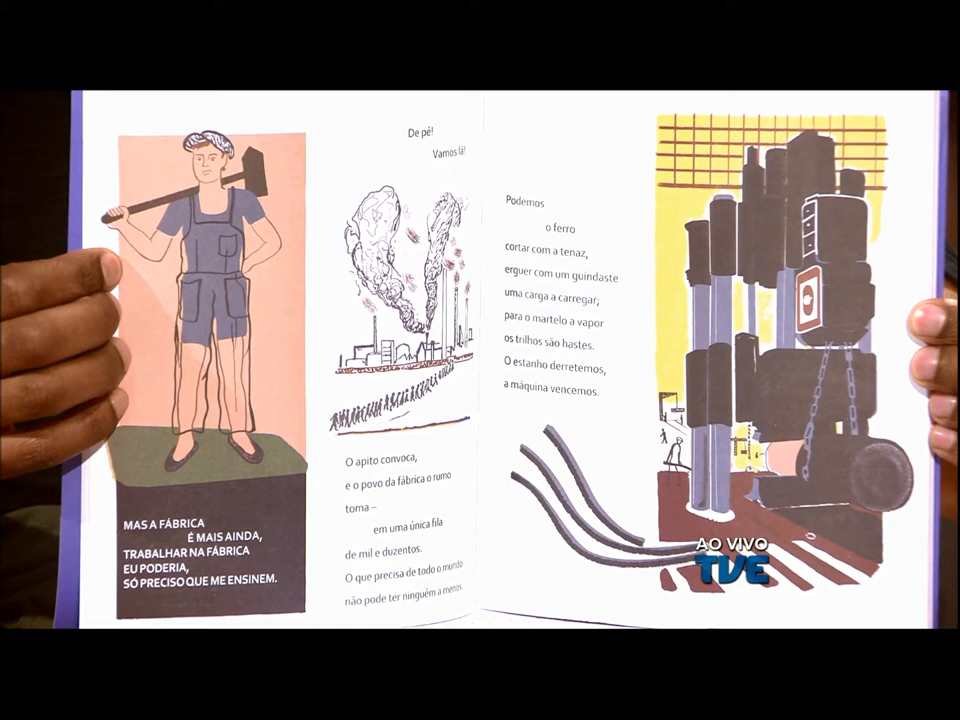 MAS A FÁBRICA
É MAIS AINDA,
TRABALHAR NA FÁBRICA
EU PODERIA,
SÓ PRECISO QUE ME ENSINEM.
De pé!
Vamos lá!
O apito convoca,
e o povo da fábrica o rumo
toma –
em uma única fila
de mil e duzentos.
O que precisa de todo o mundo
não pode ter ninguém a menos
Podemos
o ferro
cortar com a tenaz,
erguer com um guindaste
uma carga a carregar;
para o martelo a vapor
os trilhos são hastes.
O estanho derretemos,
a máquina vencemos.
AO VIVO
TVE